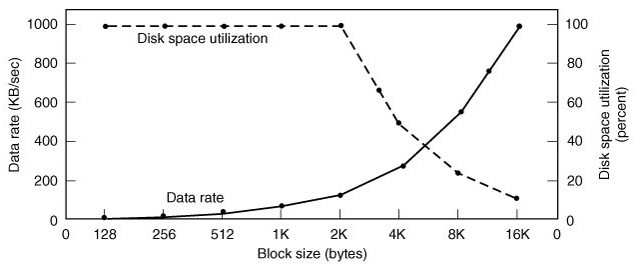 1000
800
600
400
200
0
Data rate (KB/sec)
Disk space utilization
Data rate
100
80
60
40
20
0
Disk space utilization
(percent)
0 128 256 512 1K 2K 4K 8K 16K 0
Block size (bytes)